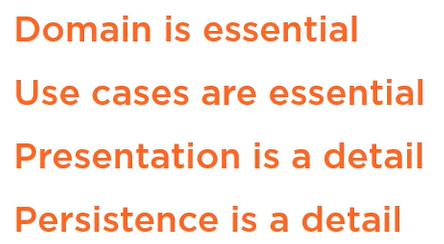 Domain is essential
Use cases are essential
Presentation is a detail
Persistence is a detail